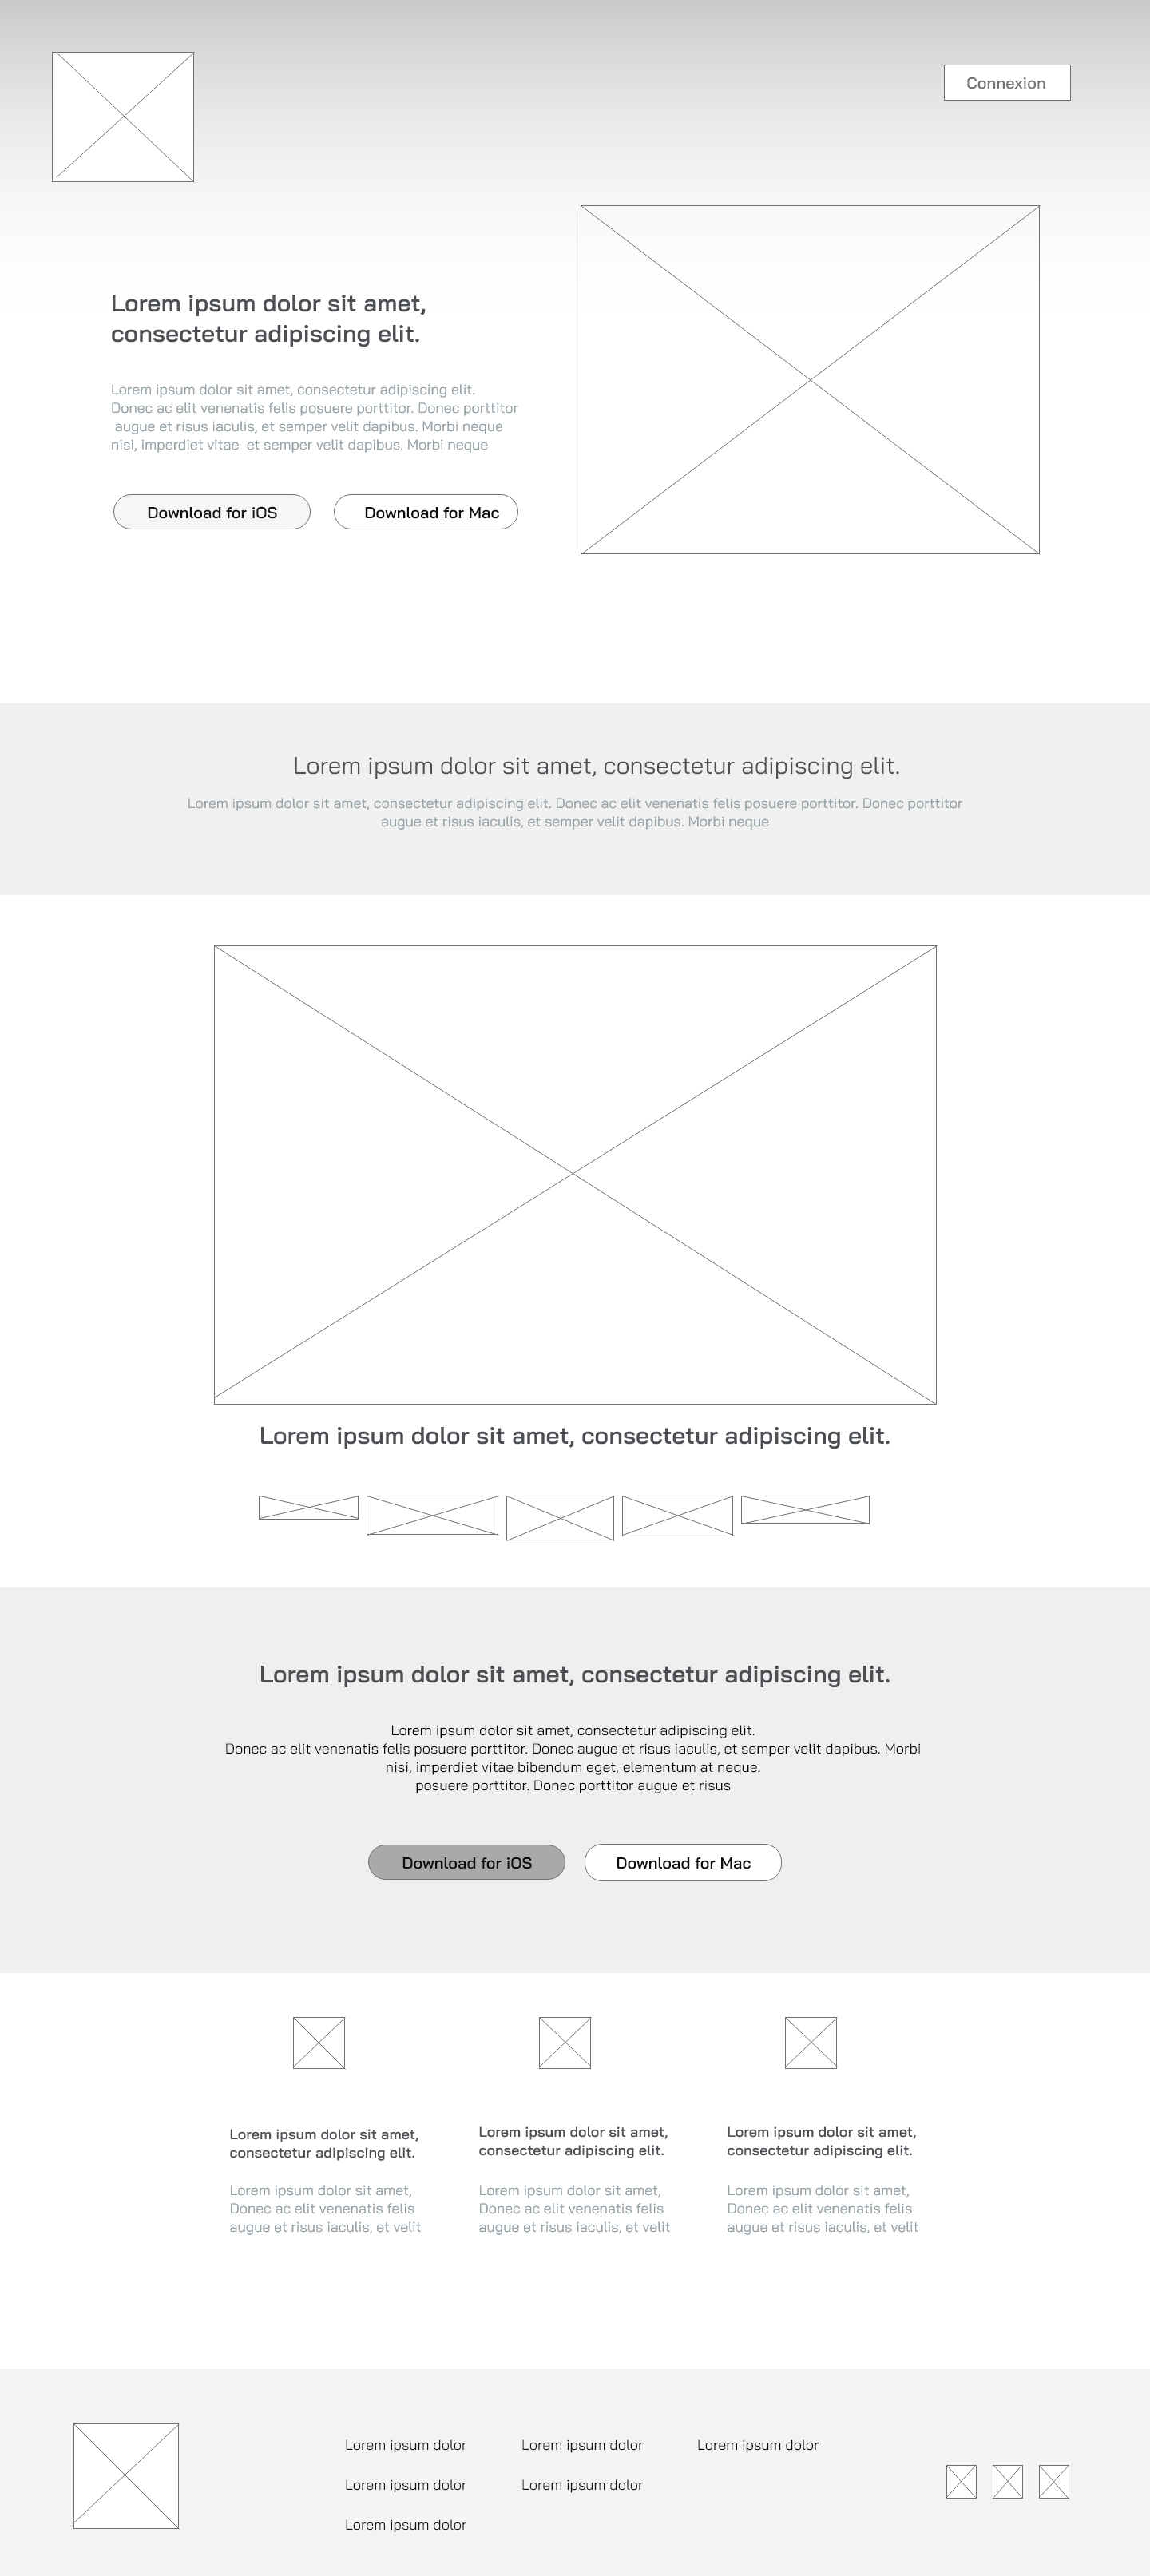 Connexion
Lorem ipsum dolor sit amet,
consectetur adipiscing elit.
Lorem ipsum dolor sit amet, consectetur adipiscing elit.
Donec ac elit venenatis felis posuere porttitor. Donec porttitor
augue et risus iaculis, et semper velit dapibus. Morbi neque
nisi, imperdiet vitae  et semper velit dapibus. Morbi neque
Download for iOS
Download for Mac
Lorem ipsum dolor sit amet, consectetur adipiscing elit.
Lorem ipsum dolor sit amet, consectetur adipiscing elit. Donec ac elit venenatis felis posuere porttitor. Donec porttitor
augue et risus iaculis, et semper velit dapibus. Morbi neque
Lorem ipsum dolor sit amet, consectetur adipiscing elit.
Lorem ipsum dolor sit amet, consectetur adipiscing elit.
Lorem ipsum dolor sit amet, consectetur adipiscing elit.
Donec ac elit venenatis felis posuere porttitor. Donec augue et risus iaculis, et semper velit dapibus. Morbi
nisi, imperdiet vitae bibendum eget, elementum at neque.
posuere porttitor. Donec porttitor augue et risus
Download for iOS
Download for Mac
Lorem ipsum dolor sit amet,
consectetur adipiscing elit.
Lorem ipsum dolor sit amet,
Donec ac elit venenatis felis
augue et risus iaculis, et velit
Lorem ipsum dolor sit amet,
consectetur adipiscing elit.
Lorem ipsum dolor sit amet,
Donec ac elit venenatis felis
augue et risus iaculis, et velit
Lorem ipsum dolor sit amet,
consectetur adipiscing elit.
Lorem ipsum dolor sit amet,
Donec ac elit venenatis felis
augue et risus iaculis, et velit
Lorem ipsum dolor
Lorem ipsum dolor
Lorem ipsum dolor
Lorem ipsum dolor
Lorem ipsum dolor
Lorem ipsum dolor